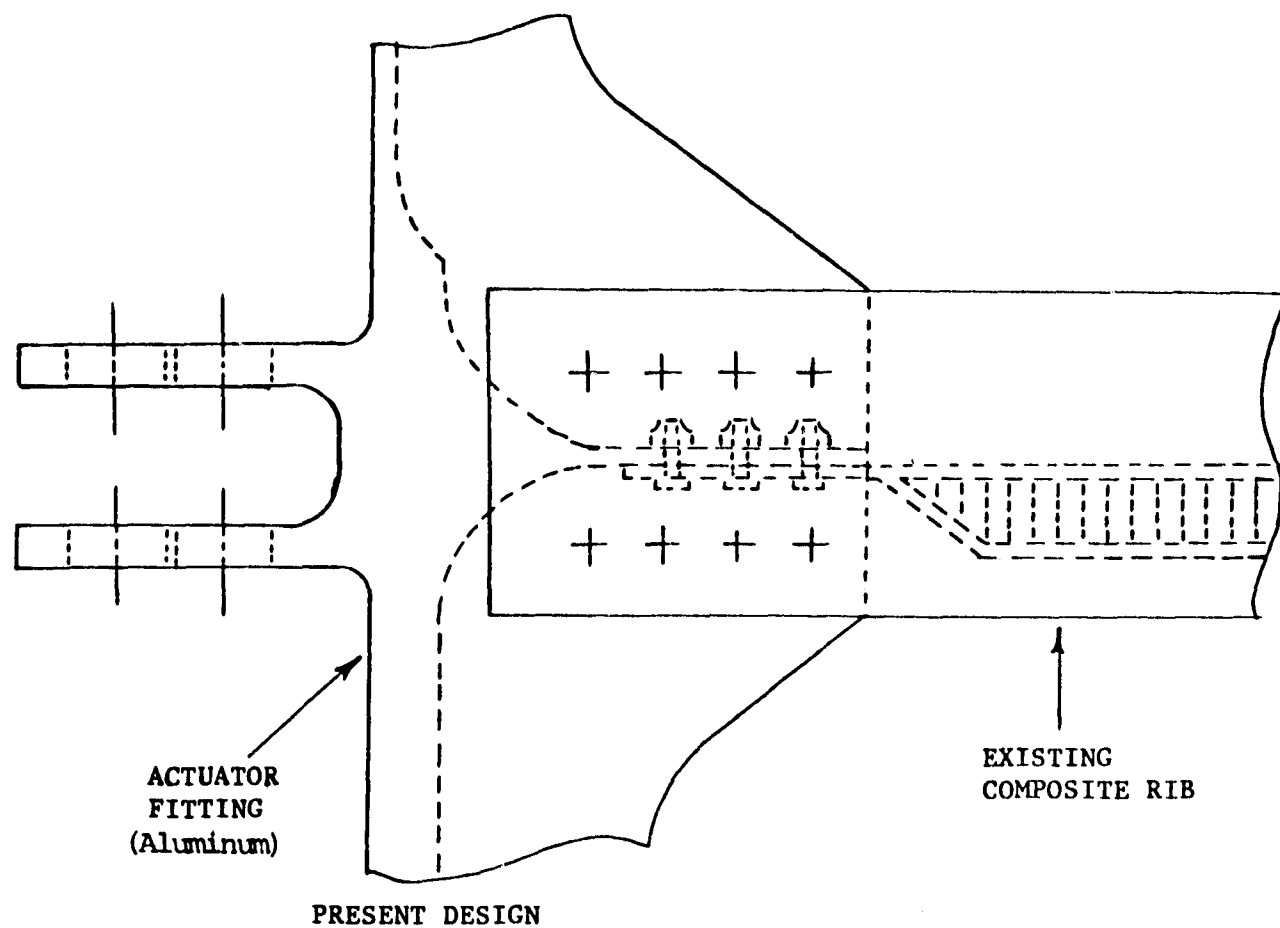 ACTUATOR
FITTING
(Aluminum)
EXISTING
COMPOSITE RIB
PRESENT DESIGN